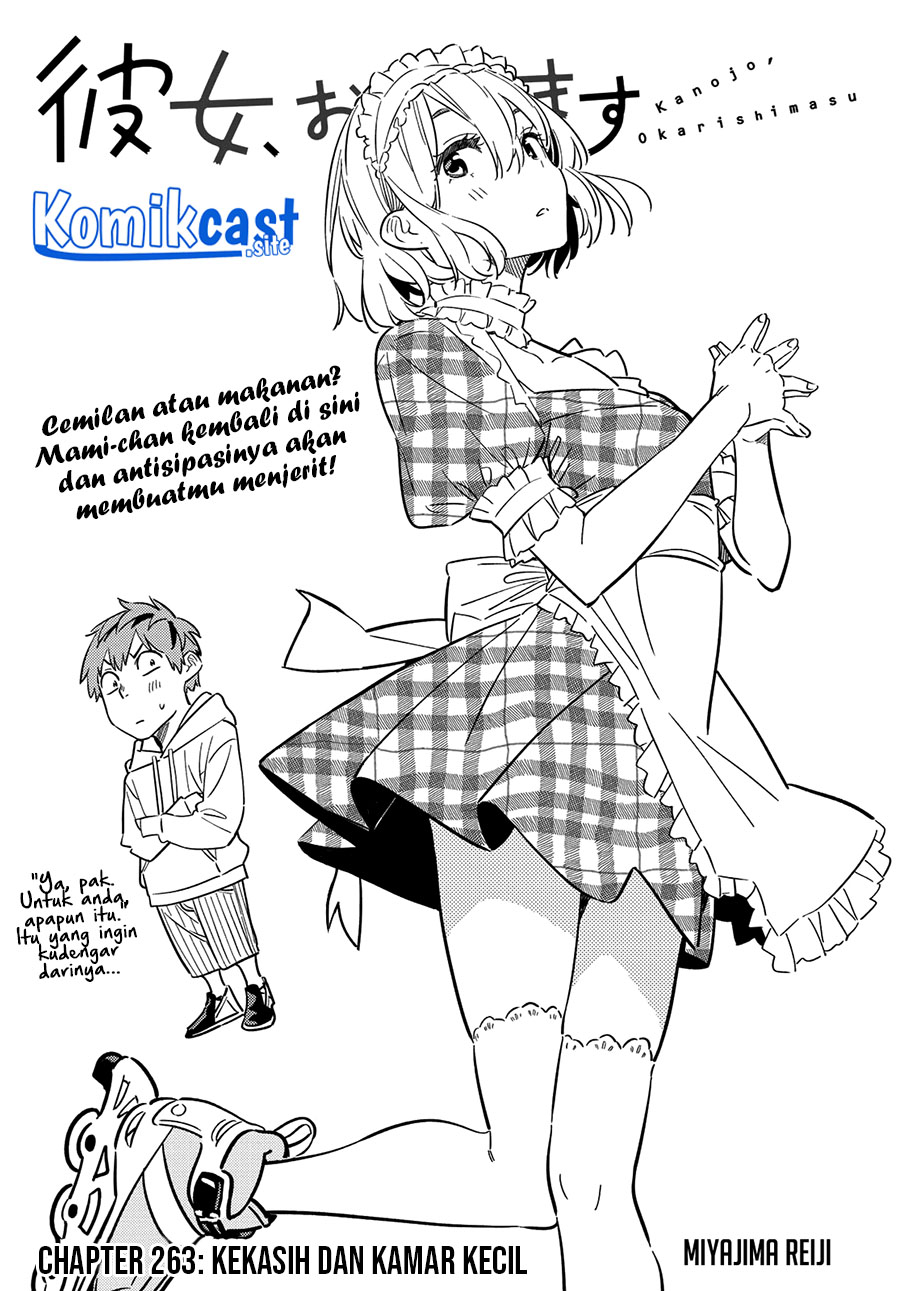 彼女、お ます
Kanojo,
Okarishimasu
Komikcast
.site
Cemilan atau makanan?
Mami-chan kembali di sini
dan antisipasinya akan
membuatmu menjerit!
"Ya, pak.
Untuk anda,
apapun itu.
Itu yang ingin
kudengar
darinya...
CHAPTER 263: KEKASIH DAN KAMAR KECIL
MIYAJIMA REIJI